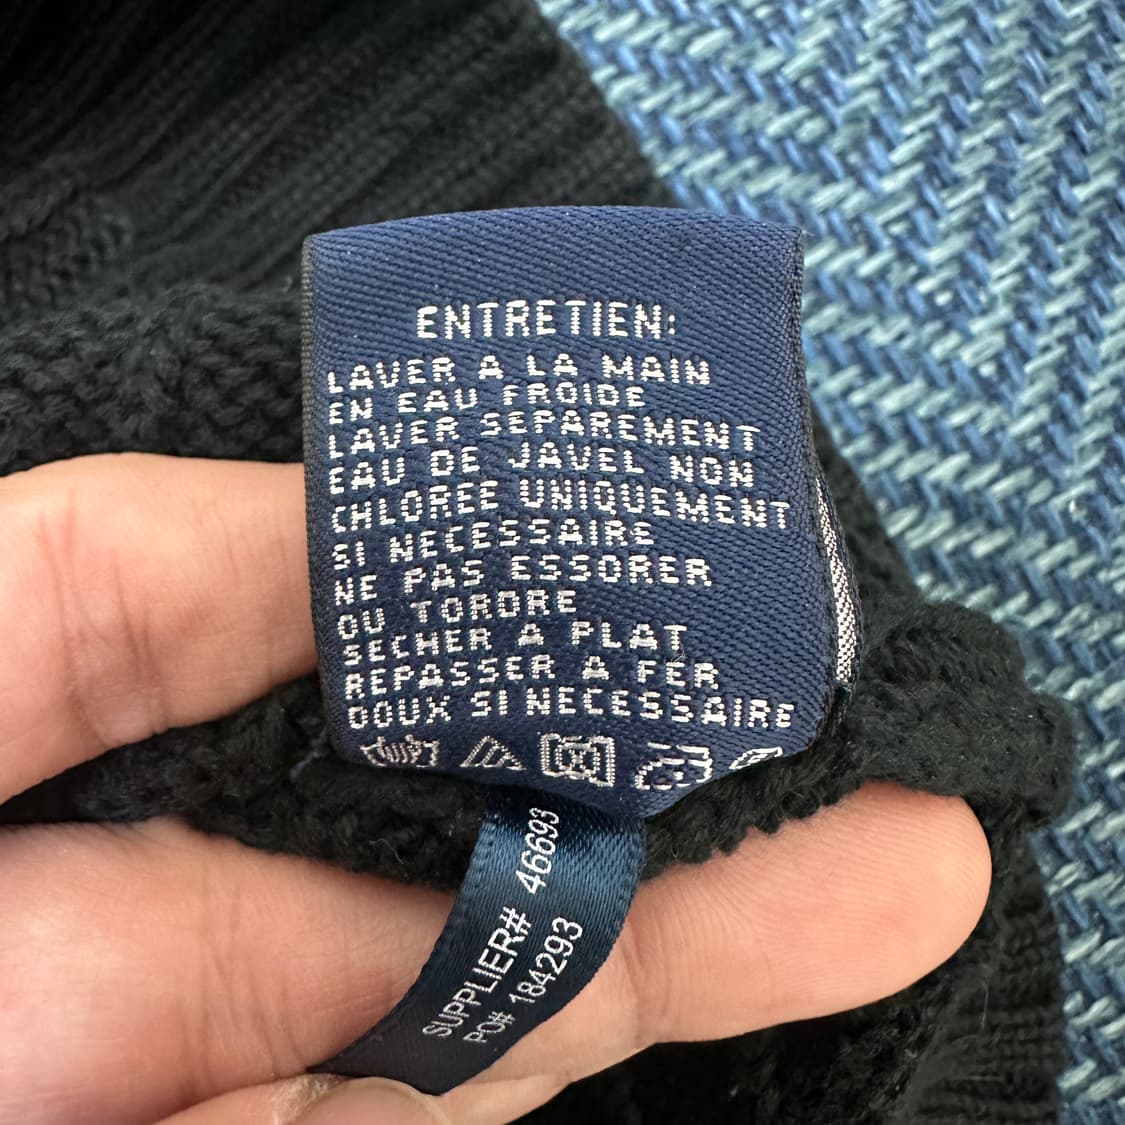 ENTRETIEN:
LAVER A LA MAIN
EN EAU FROIDE
LAVER SEPAREMENT
EAU DE JAVEL NON
CHLOREE UNIQUEMENT
SI NECESSAIRE
NE PAS ESSORER
OU TORDRE
SECHER A PLAT
REPASSER A FER
DOUX SI NECESSAIRE
SUPPLIER# 46693
PO# 184293